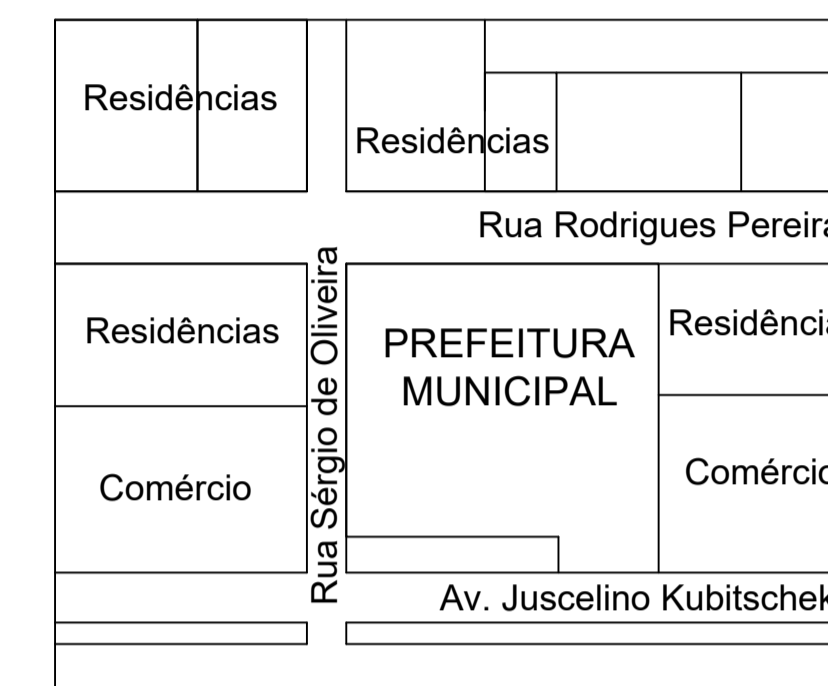 Residências
Residências
Rua Rodrigues Pereira
Rua Sérgio de Oliveira
Residências
PREFEITURA
MUNICIPAL
Residência
Comércio
Comércio
Av. Juscelino Kubitschek